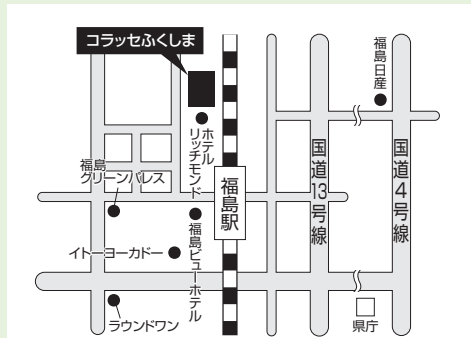 コラッセふくしま
福島日産
ホテル
リッチモンド
福島
グリーンパレス
福島駅
国道13号線
国道4号線
福島ビューホテル
イトーヨーカドー
ラウンドワン
県庁